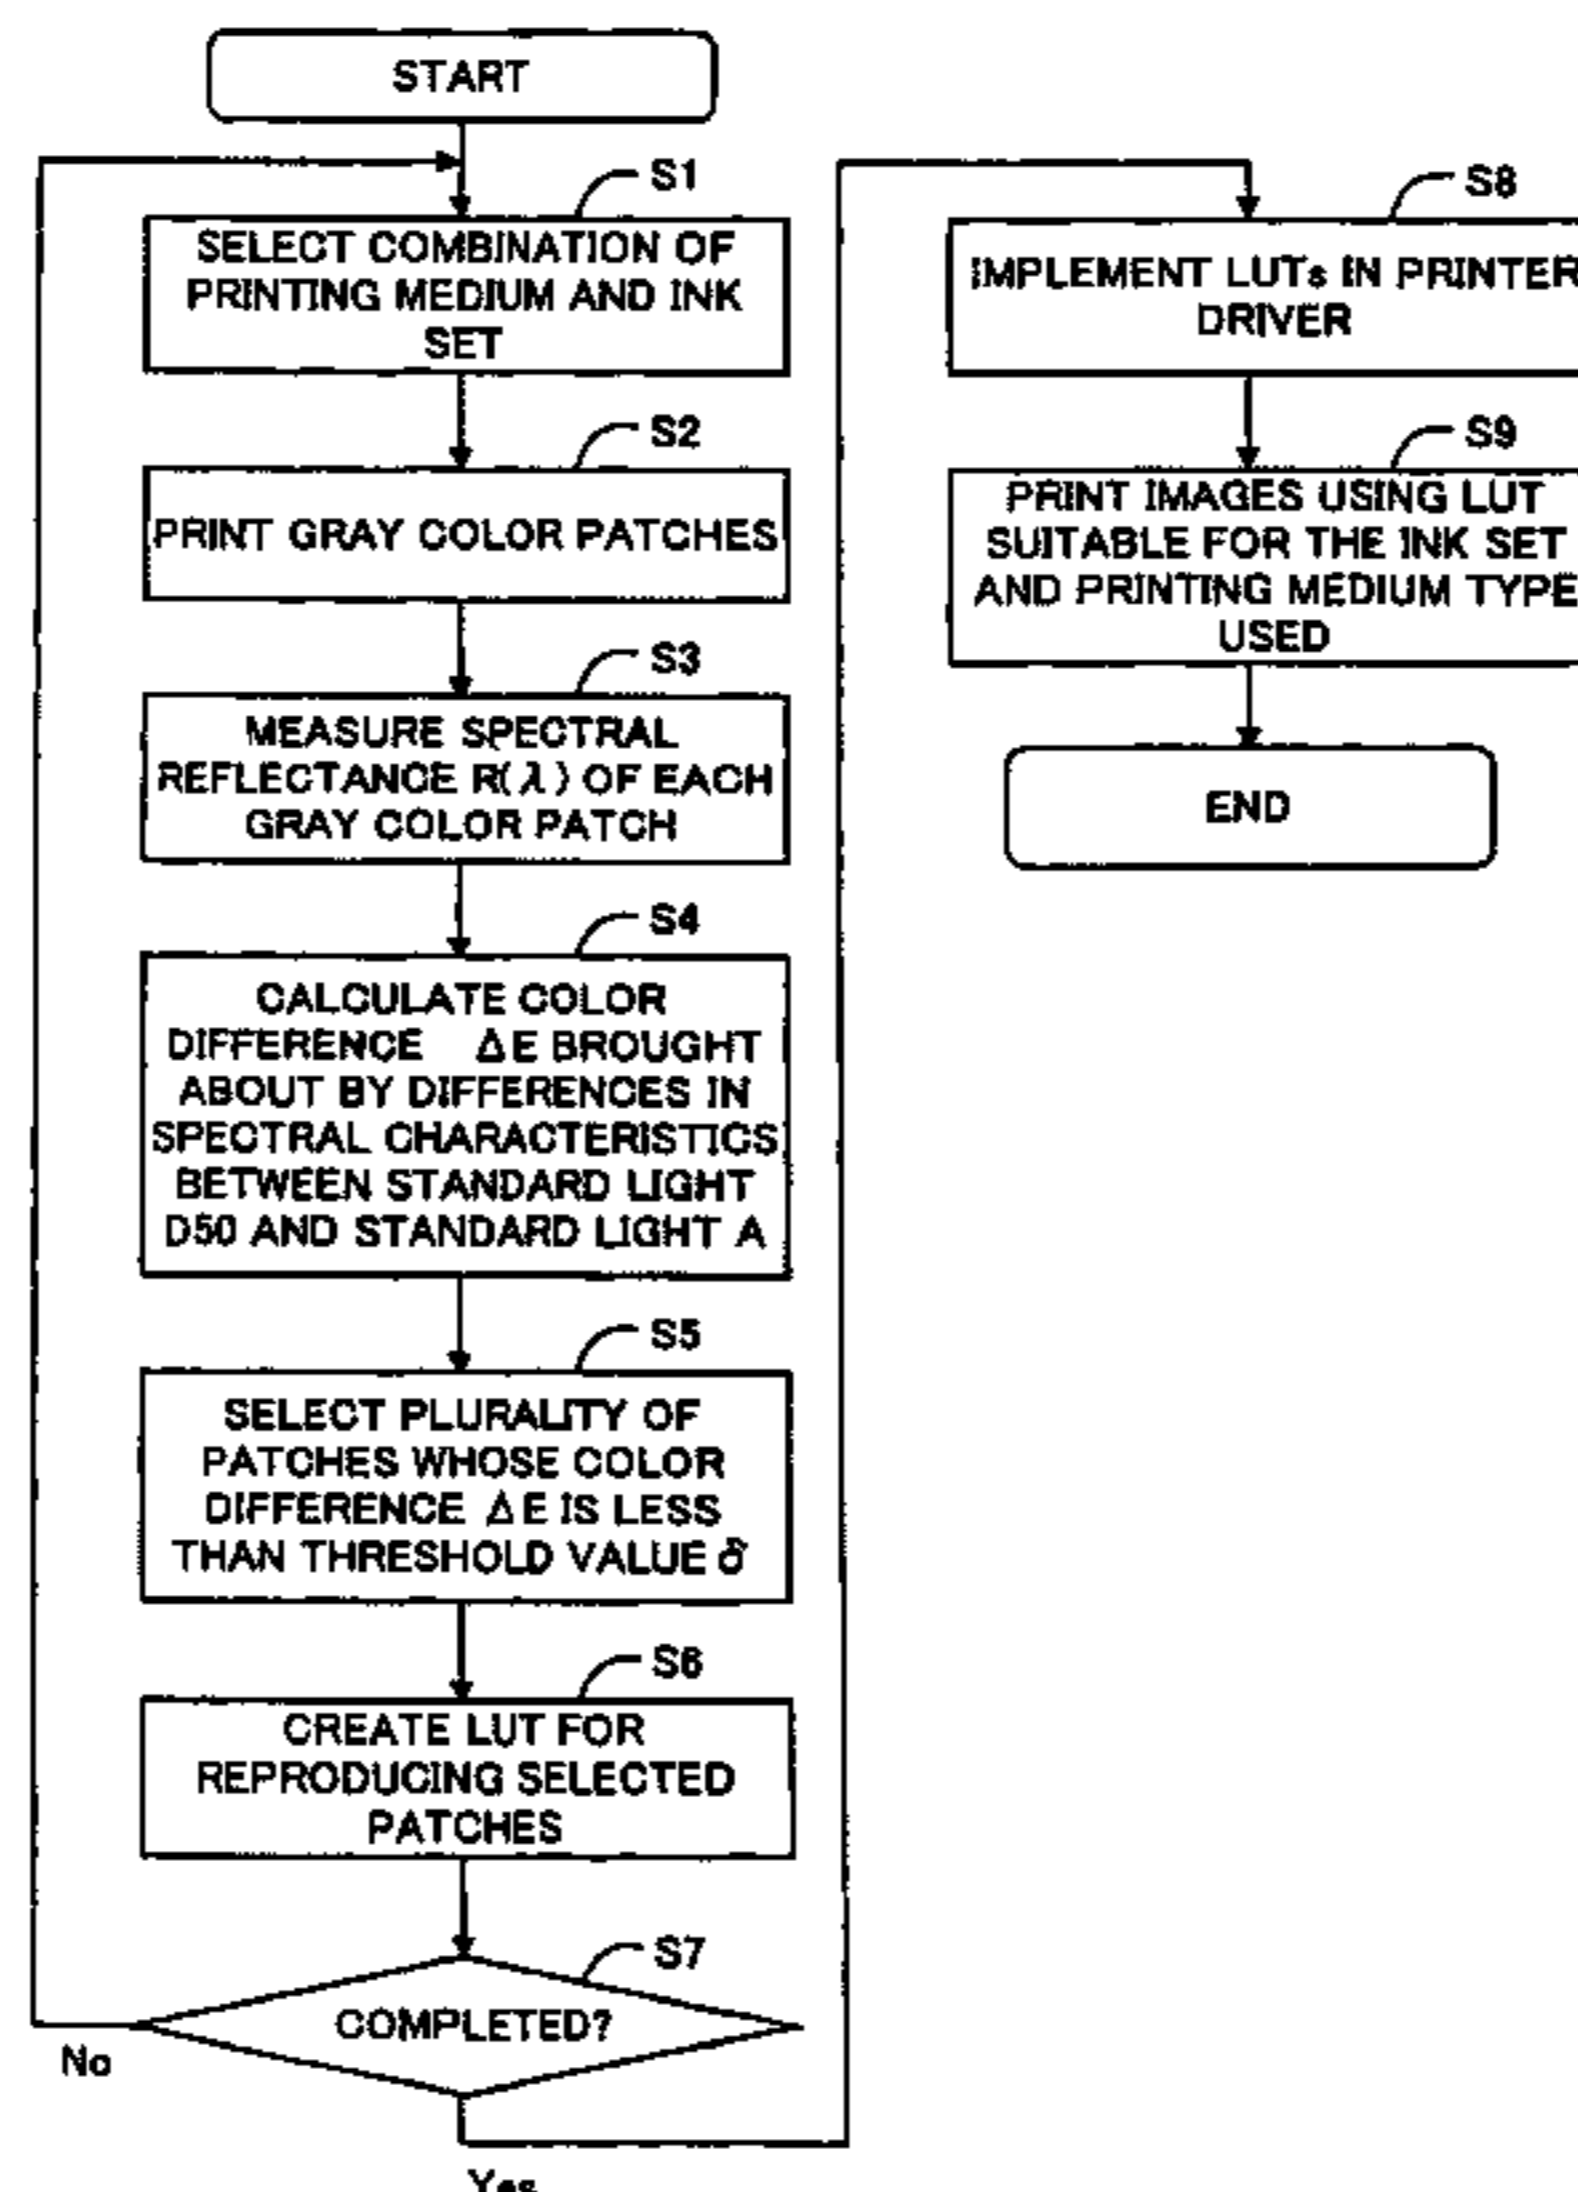 START
S1
SELECT COMBINATION OF
PRINTING MEDIUM AND INK
SET
S2
PRINT GRAY COLOR PATCHES
S3
MEASURE SPECTRAL
REFLECTANCE R(λ) OF EACH
GRAY COLOR PATCH
S4
CALCULATE COLOR
DIFFERENCE ΔE BROUGHT
ABOUT BY DIFFERENCES IN
SPECTRAL CHARACTERISTICS
BETWEEN STANDARD LIGHT
D50 AND STANDARD LIGHT A
S5
SELECT PLURALITY OF
PATCHES WHOSE COLOR
DIFFERENCE ΔE IS LESS
THAN THRESHOLD VALUE δ
S6
CREATE LUT FOR
REPRODUCING SELECTED
PATCHES
S7
COMPLETED?
No
Yes
S8
IMPLEMENT LUTs IN PRINTER
DRIVER
S9
PRINT IMAGES USING LUT
SUITABLE FOR THE INK SET
AND PRINTING MEDIUM TYPE
USED
END